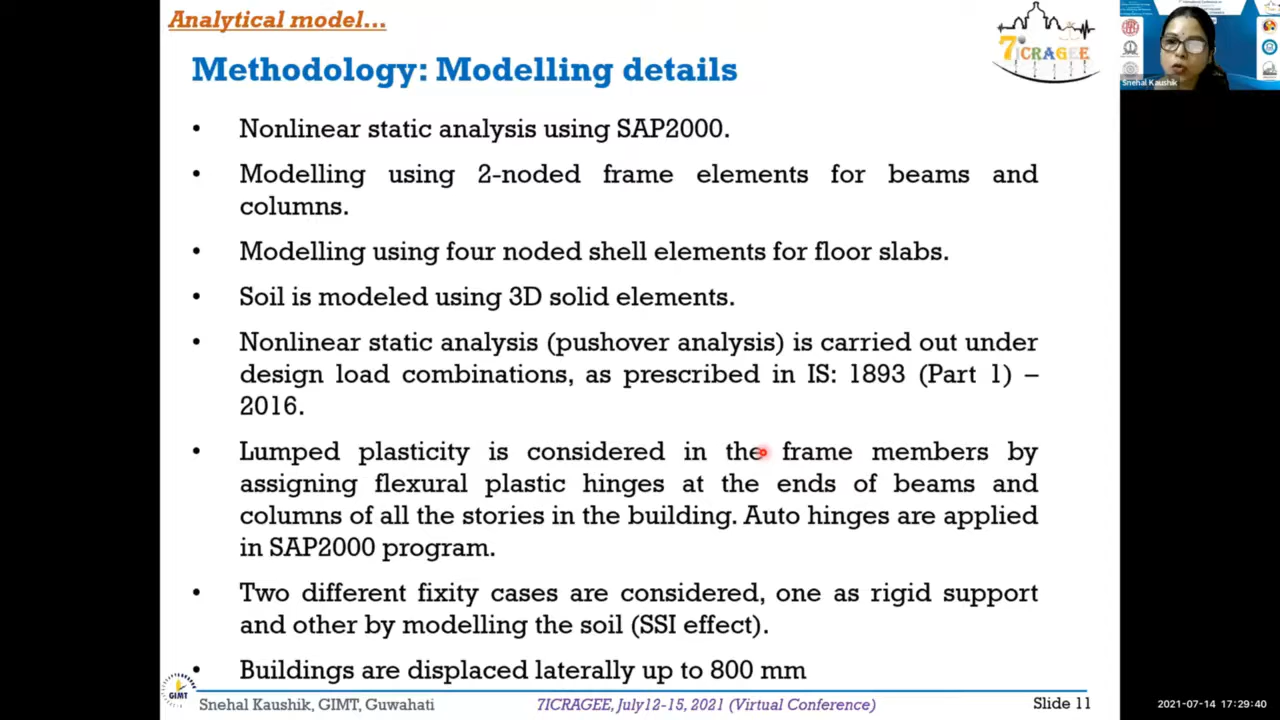 Analytical model...
7iCRAGEE
Snehal Kaushik
Methodology: Modelling details
• Nonlinear static analysis using SAP2000.
• Modelling using 2-noded frame elements for beams and
columns.
• Modelling using four noded shell elements for floor slabs.
• Soil is modeled using 3D solid elements.
• Nonlinear static analysis (pushover analysis) is carried out under
design load combinations, as prescribed in IS: 1893 (Part 1) –
2016.
• Lumped plasticity is considered in the frame members by
assigning flexural plastic hinges at the ends of beams and
columns of all the stories in the building. Auto hinges are applied
in SAP2000 program.
• Two different fixity cases are considered, one as rigid support
and other by modelling the soil (SSI effect).
• Buildings are displaced laterally up to 800 mm
GIMT
Snehal Kaushik, GIMT, Guwahati
7ICRAGEE, July12-15, 2021 (Virtual Conference)
Slide 11
2021-07-14 17:29:40